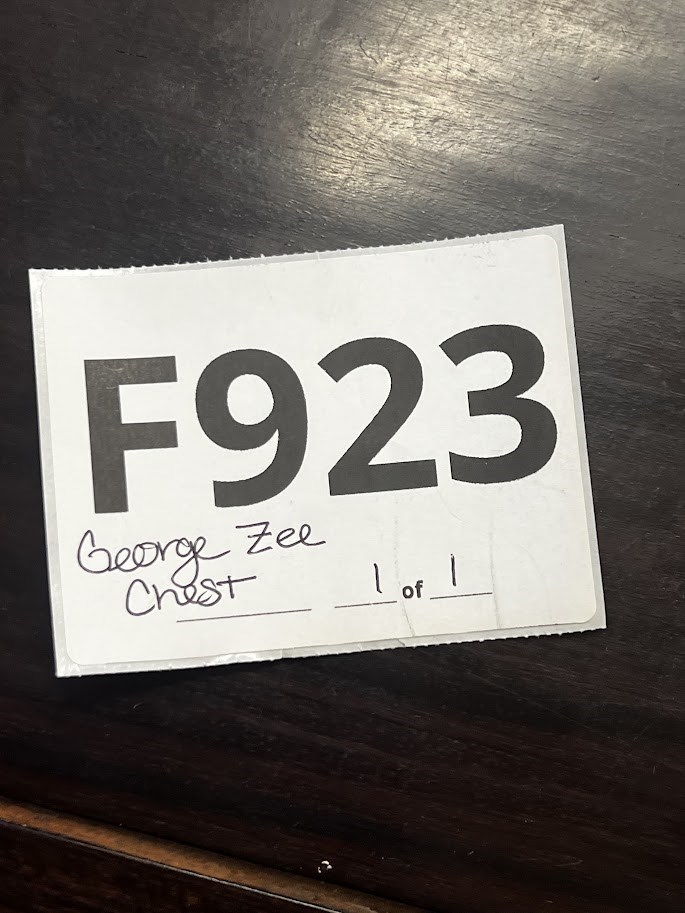 F923
George Zee
Chest 1 of 1